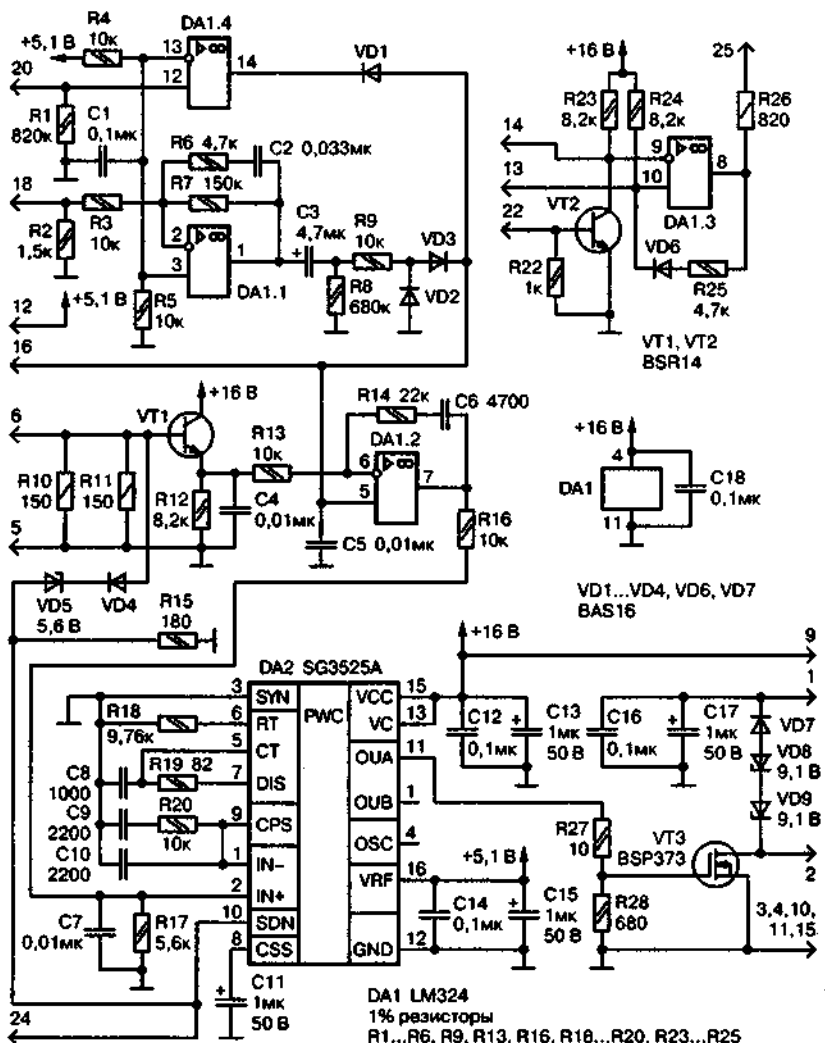 R4
10к
+5,1 В
20
13
12
DA1.4
14
VD1
R1
820к
C1
0,1мк
R6 4,7к
C2 0,033мк
R7 150к
18
R2
1,5к
R3
10к
2
3
1
DA1.1
C3
4,7мк
R9
10к
VD3
R8
680к
VD2
+5,1 В
12
R5
10к
16
+16 В
25
R23
8,2к
R24
8,2к
R26
820
14
13
9
10
8
DA1.3
22
VT2
VD6
R22
1к
R25
4,7к
VT1, VT2
BSR14
6
VT1
+16 В
R14 22к
C6 4700
R13
10к
DA1.2
6
5
7
R10
150
R11
150
R12
8,2к
C4
0,01мк
C5 0,01мк
R16
10к
5
VD5
5,6 В
VD4
R15
180
+16 В
4
DA1
11
C18
0,1мк
VD1...VD4, VD6, VD7
BAS16
+16 В
9
1
DA2 SG3525A
3 SYN
6 RT
5 CT
7 DIS
9 CPS
1 IN−
2 IN+
10 SDN
8 CSS
PWC
VCC 15
VC 13
OUA 11
OUB 1
OSC 4
VRF 16
GND 12
R18
9,76к
C8
1000
R19 82
C9
2200
R20
10к
C10
2200
C7
0,01мк
R17
5,6к
C11
1мк
50 В
24
C12
0,1мк
C13
1мк
50 В
C16
0,1мк
C17
1мк
50 В
VD7
VD8
9,1 В
VD9
9,1 В
R27
10
VT3
BSP373
2
+5,1 В
C14
0,1мк
C15
1мк
50 В
R28
680
3,4,10,
11,15
DA1 LM324
1% резисторы
R1...R6, R9, R13, R16, R18...R20, R23...R25